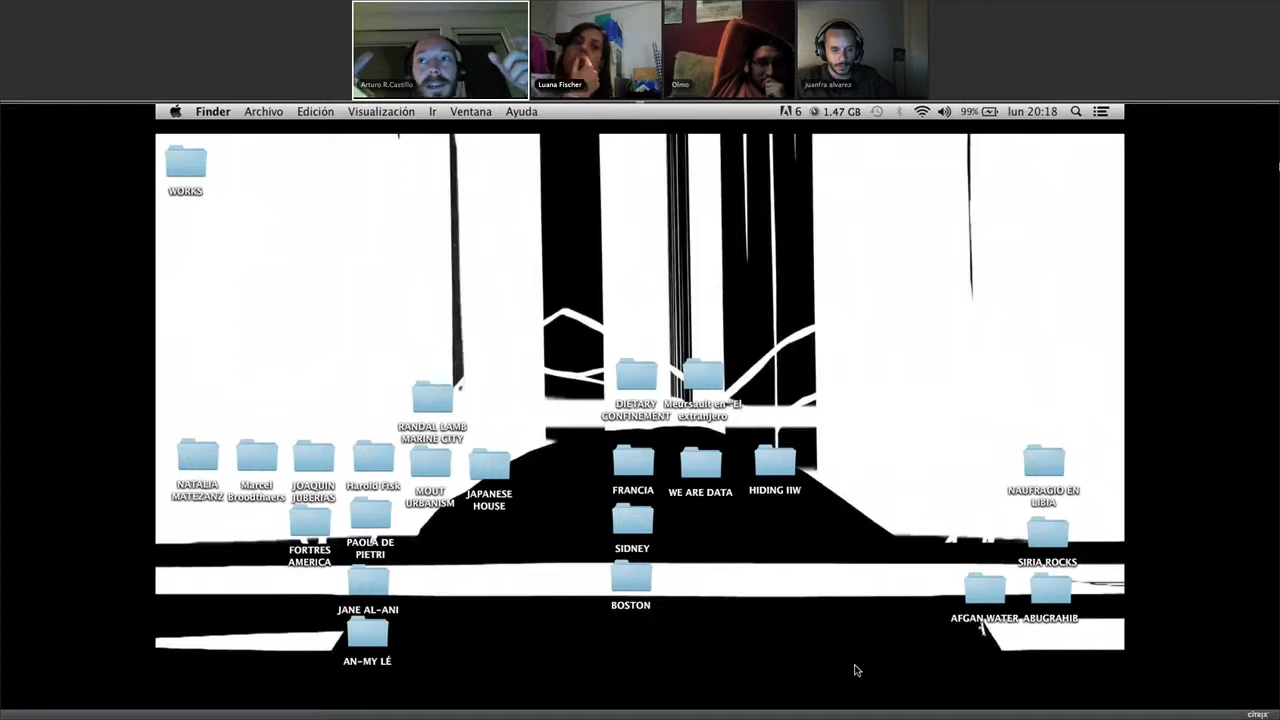 Arturo R.Castillo
Luana Fischer
Olmo
juanfra alvarez
Finder Archivo Edición Visualización Ir Ventana Ayuda
6 1.47 GB 99% lun 20:18
WORKS
DIETARY
CONFINEMENT
Meursault en "El
extranjero
RANDAL LAMB
MARINE CITY
NATALIA
MATEZANZ
Marcel
Broodthaers
JOAQUIN
JUBERIAS
Harold Fisk
MOUT
URBANISM
JAPANESE
HOUSE
FRANCIA
WE ARE DATA
HIDING IIW
NAUFRAGIO EN
LIBIA
FORTRES
AMERICA
PAOLA DE
PIETRI
SIDNEY
SIRIA ROCKS
JANE AL-ANI
BOSTON
AFGAN WATER
ABUGRAHIB
AN-MY LÉ
CITRIX